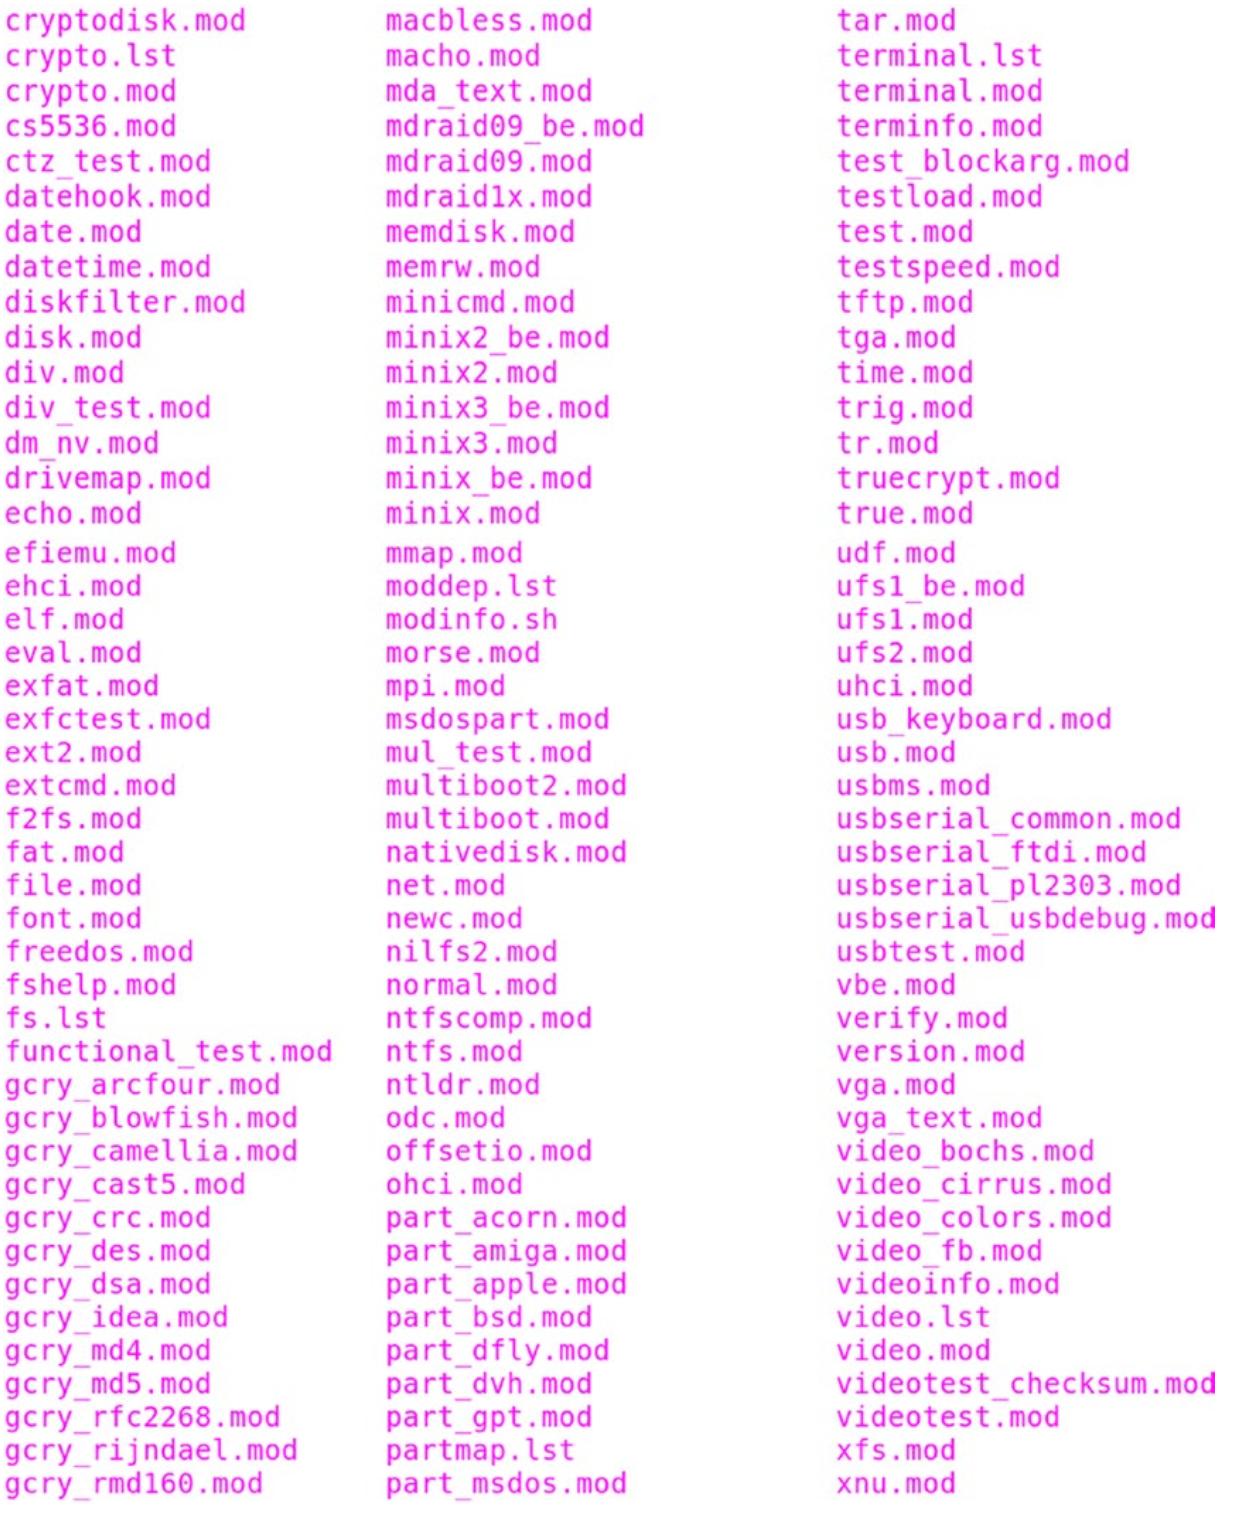 cryptodisk.mod macbless.mod tar.mod
crypto.lst macho.mod terminal.lst
crypto.mod mda_text.mod terminal.mod
cs5536.mod mdraid09_be.mod terminfo.mod
ctz_test.mod mdraid09.mod test_blockarg.mod
datehook.mod mdraid1x.mod testload.mod
date.mod memdisk.mod test.mod
datetime.mod memrw.mod testspeed.mod
diskfilter.mod minicmd.mod tftp.mod
disk.mod minix2_be.mod tga.mod
div.mod minix2.mod time.mod
div_test.mod minix3_be.mod trig.mod
dm_nv.mod minix3.mod tr.mod
drivemap.mod minix_be.mod truecrypt.mod
echo.mod minix.mod true.mod
efiemu.mod mmap.mod udf.mod
ehci.mod moddep.lst ufs1_be.mod
elf.mod modinfo.sh ufs1.mod
eval.mod morse.mod ufs2.mod
exfat.mod mpi.mod uhci.mod
exfctest.mod msdospart.mod usb_keyboard.mod
ext2.mod mul_test.mod usb.mod
extcmd.mod multiboot2.mod usbms.mod
f2fs.mod multiboot.mod usbserial_common.mod
fat.mod nativedisk.mod usbserial_ftdi.mod
file.mod net.mod usbserial_pl2303.mod
font.mod newc.mod usbserial_usbdebug.mod
freedos.mod nilfs2.mod usbtest.mod
fshelp.mod normal.mod vbe.mod
fs.lst ntfscomp.mod verify.mod
functional_test.mod ntfs.mod version.mod
gcry_arcfour.mod ntldr.mod vga.mod
gcry_blowfish.mod odc.mod vga_text.mod
gcry_camellia.mod offsetio.mod video_bochs.mod
gcry_cast5.mod ohci.mod video_cirrus.mod
gcry_crc.mod part_acorn.mod video_colors.mod
gcry_des.mod part_amiga.mod video_fb.mod
gcry_dsa.mod part_apple.mod videoinfo.mod
gcry_idea.mod part_bsd.mod video.lst
gcry_md4.mod part_dfly.mod video.mod
gcry_md5.mod part_dvh.mod videotest_checksum.mod
gcry_rfc2268.mod part_gpt.mod videotest.mod
gcry_rijndael.mod partmap.lst xfs.mod
gcry_rmd160.mod part_msdos.mod xnu.mod